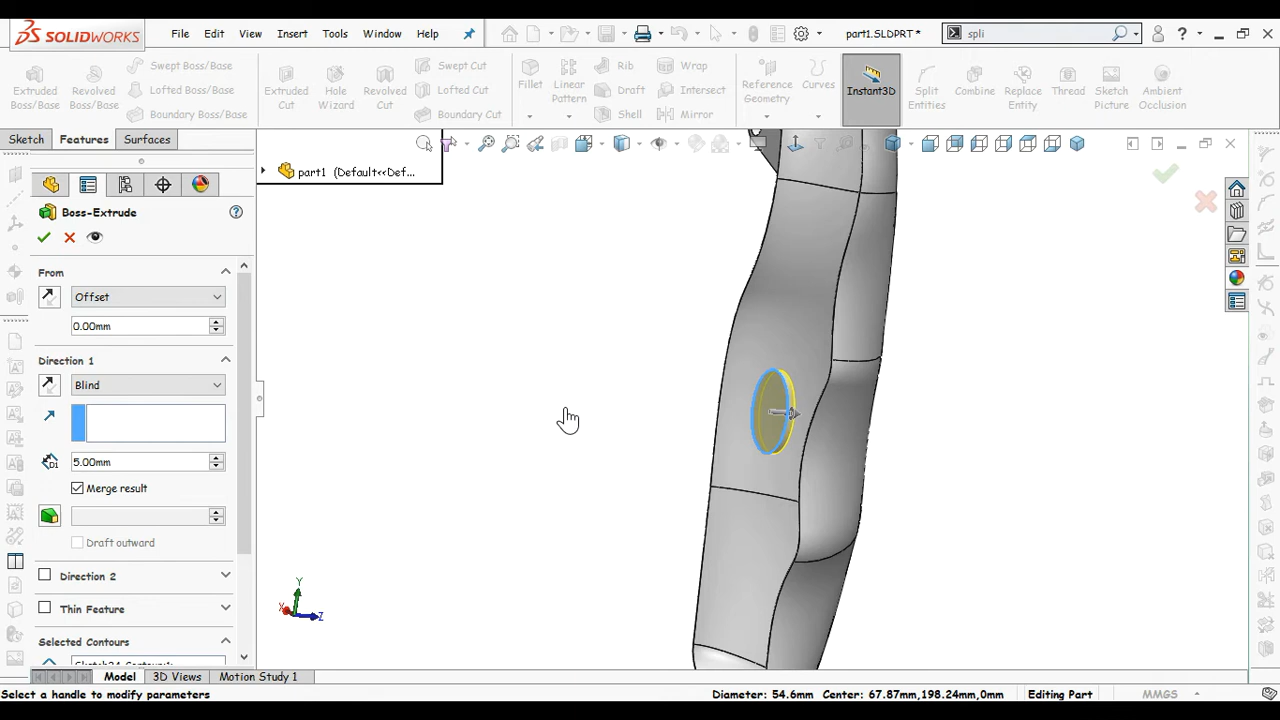 SOLIDWORKS File Edit View Insert Tools Window Help part1.SLDPRT * spli
Extruded Boss/Base
Revolved Boss/Base
Swept Boss/Base
Lofted Boss/Base
Boundary Boss/Base
Extruded Cut
Hole Wizard
Revolved Cut
Swept Cut
Lofted Cut
Boundary Cut
Fillet
Linear Pattern
Rib
Draft
Shell
Wrap
Intersect
Mirror
Reference Geometry
Curves
Instant3D
Split Entities
Combine
Replace Entity
Thread
Sketch Picture
Ambient Occlusion
Sketch Features Surfaces
part1 (Default<<Def...
Boss-Extrude
From
Offset
0.00mm
Direction 1
Blind
D1
5.00mm
Merge result
Draft outward
Direction 2
Thin Feature
Selected Contours
Y
X
Z
Model 3D Views Motion Study 1
Select a handle to modify parameters Diameter: 54.6mm Center: 67.87mm,198.24mm,0mm Editing Part MMGS